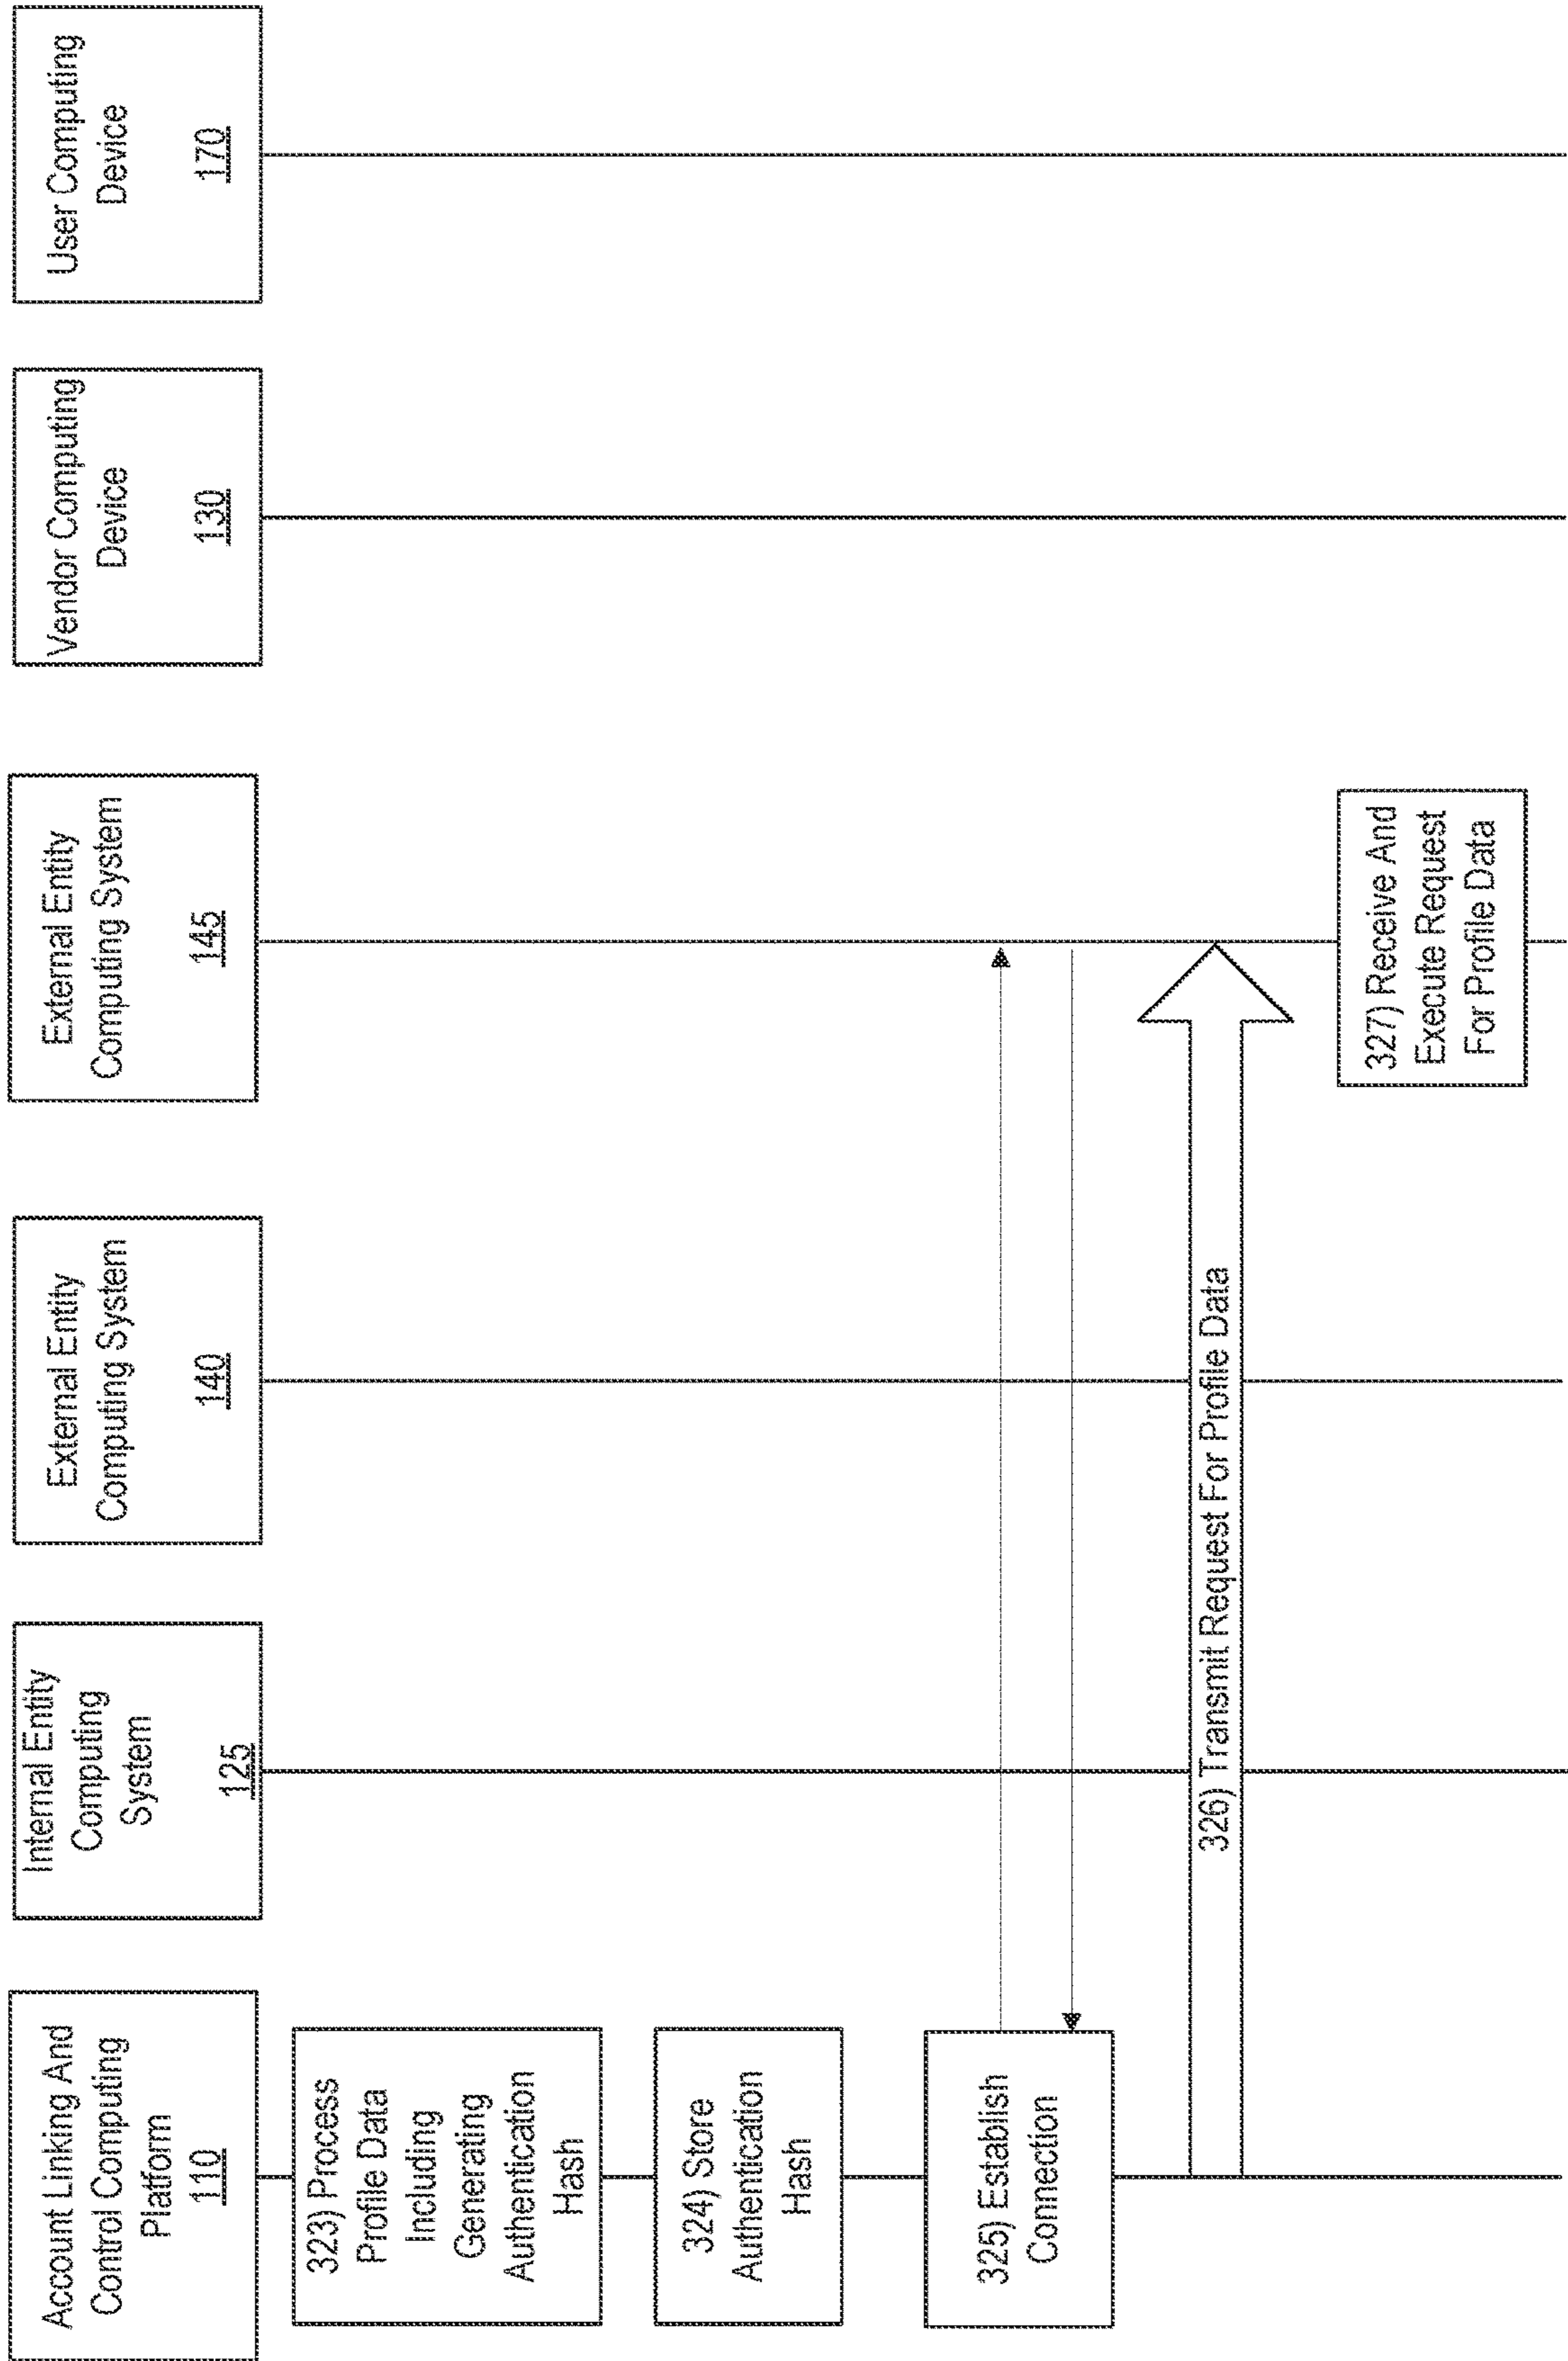 Account Linking And
Control Computing
Platform
110
Internal Entity
Computing
System
125
External Entity
Computing System
140
External Entity
Computing System
145
Vendor Computing
Device
130
User Computing
Device
170
323) Process
Profile Data
Including
Generating
Authentication
Hash
324) Store
Authentication
Hash
325) Establish
Connection
326) Transmit Request For Profile Data
327) Receive And
Execute Request
For Profile Data